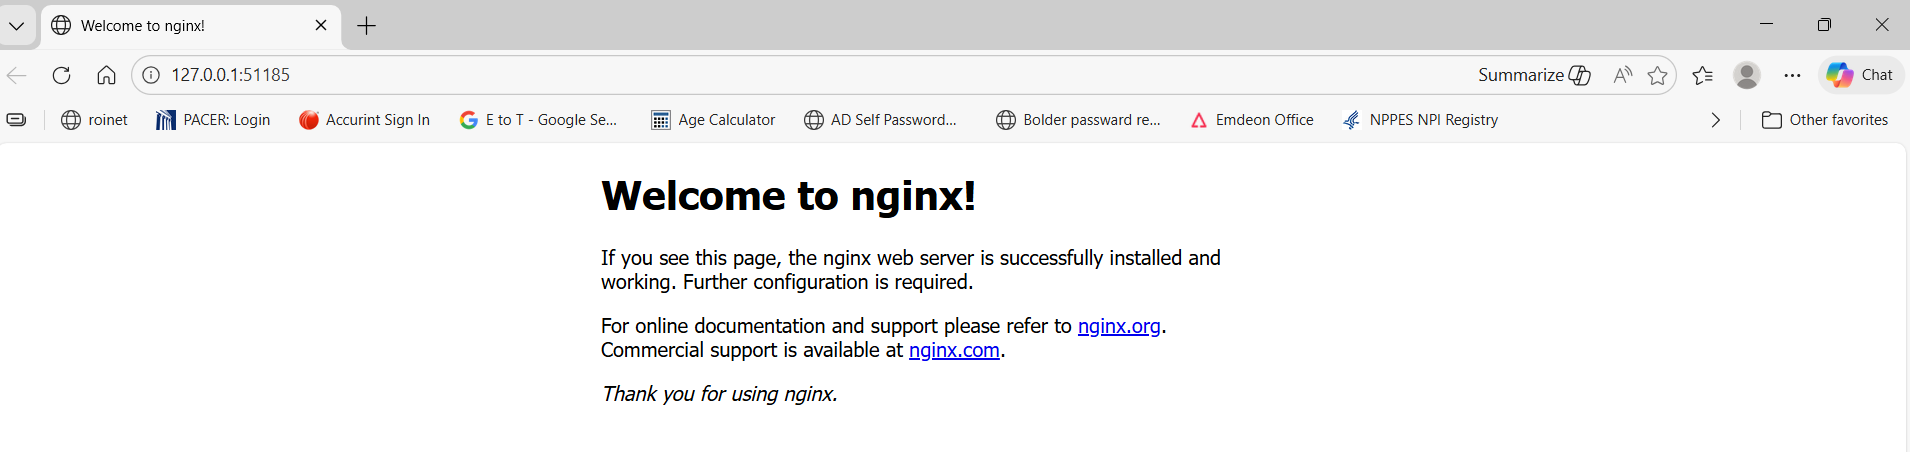 Welcome to nginx!
127.0.0.1:51185
Summarize
Chat
roinet
PACER: Login
Accurint Sign In
E to T - Google Se...
Age Calculator
AD Self Password...
Bolder passward re...
Emdeon Office
NPPES NPI Registry
Other favorites
Welcome to nginx!
If you see this page, the nginx web server is successfully installed and
working. Further configuration is required.
For online documentation and support please refer to nginx.org.
Commercial support is available at nginx.com.
Thank you for using nginx.